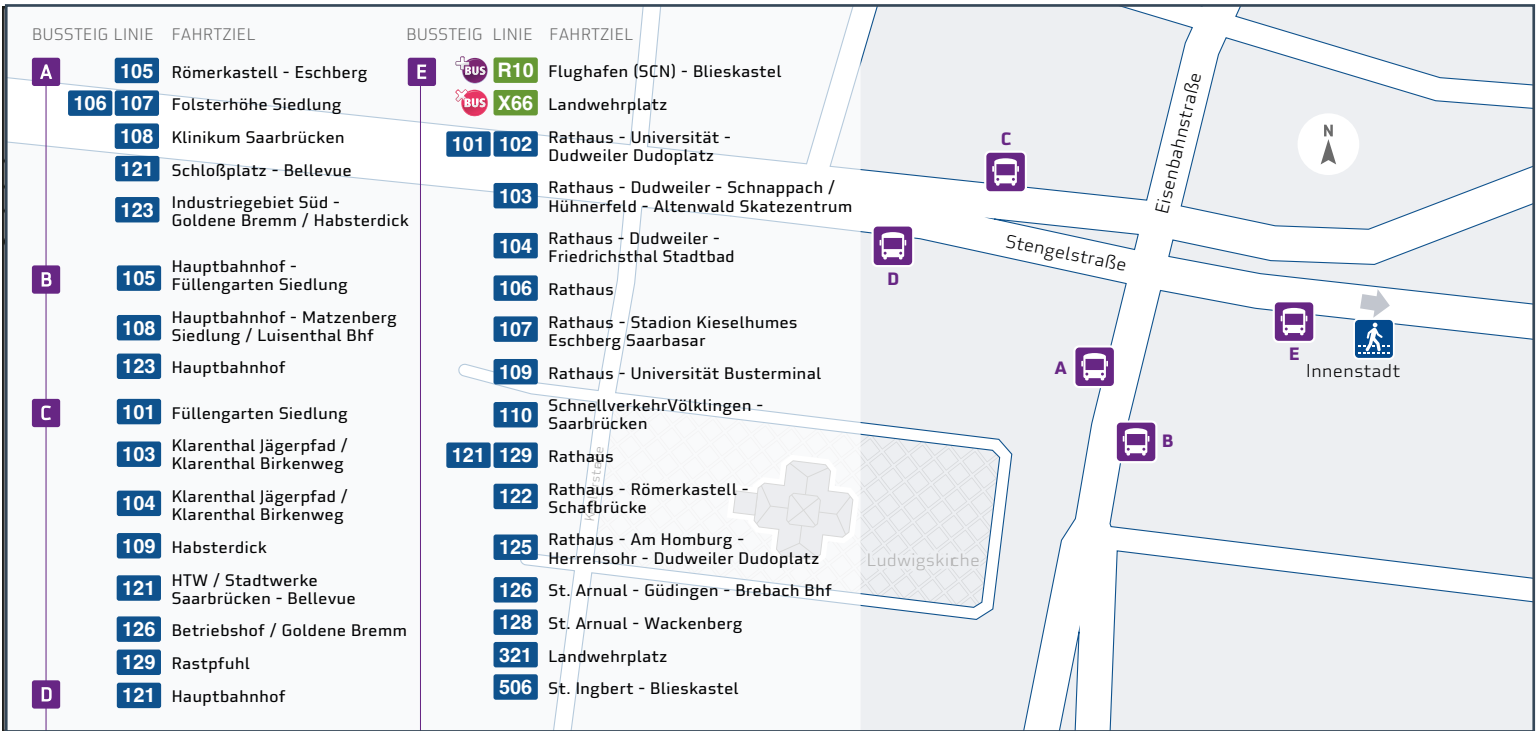 BUSSTEIG LINIE FAHRTZIEL
A 105 Römerkastell - Eschberg
106 107 Folsterhöhe Siedlung
108 Klinikum Saarbrücken
121 Schloßplatz - Bellevue
123 Industriegebiet Süd -
Goldene Bremm / Habsterdick
B 105 Hauptbahnhof -
Füllengarten Siedlung
108 Hauptbahnhof - Matzenberg
Siedlung / Luisenthal Bhf
123 Hauptbahnhof
C 101 Füllengarten Siedlung
103 Klarenthal Jägerpfad /
Klarenthal Birkenweg
104 Klarenthal Jägerpfad /
Klarenthal Birkenweg
109 Habsterdick
121 HTW / Stadtwerke
Saarbrücken - Bellevue
126 Betriebshof / Goldene Bremm
129 Rastpfuhl
D 121 Hauptbahnhof
BUSSTEIG LINIE FAHRTZIEL
E +BUS R10 Flughafen (SCN) - Blieskastel
XBUS X66 Landwehrplatz
101 102 Rathaus - Universität -
Dudweiler Dudoplatz
103 Rathaus - Dudweiler - Schnappach /
Hühnerfeld - Altenwald Skatezentrum
104 Rathaus - Dudweiler -
Friedrichsthal Stadtbad
106 Rathaus
107 Rathaus - Stadion Kieselhumes
Eschberg Saarbasar
109 Rathaus - Universität Busterminal
110 SchnellverkehrVölklingen -
Saarbrücken
121 129 Rathaus
122 Rathaus - Römerkastell -
Schafbrücke
125 Rathaus - Am Homburg -
Herrensohr - Dudweiler Dudoplatz
126 St. Arnual - Güdingen - Brebach Bhf
128 St. Arnual - Wackenberg
321 Landwehrplatz
506 St. Ingbert - Blieskastel
C
D
Stengelstraße
Eisenbahnstraße
N
A
B
E
Innenstadt
Ludwigskirche